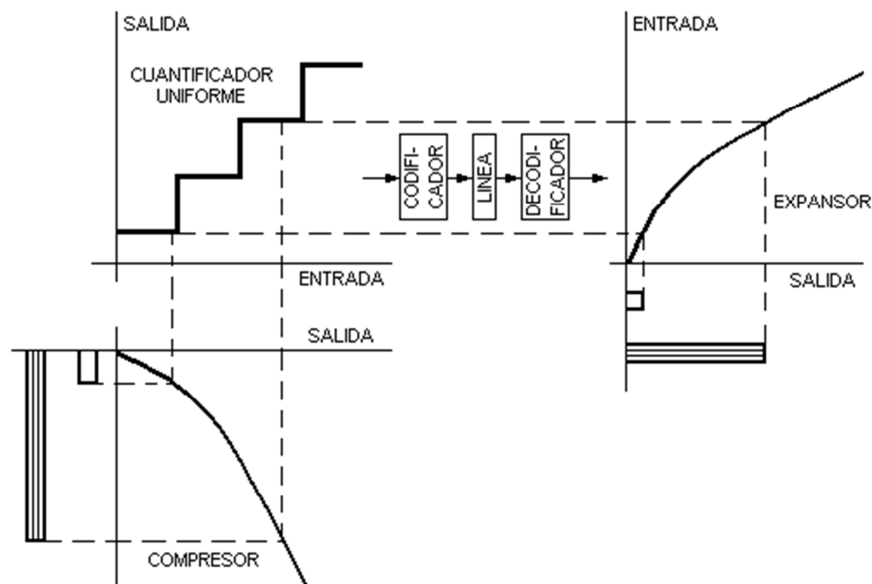 SALIDA
CUANTIFICADOR
UNIFORME
ENTRADA
CODIFI-
CADOR
LINEA
DECODI-
FICADOR
ENTRADA
EXPANSOR
SALIDA
SALIDA
COMPRESOR